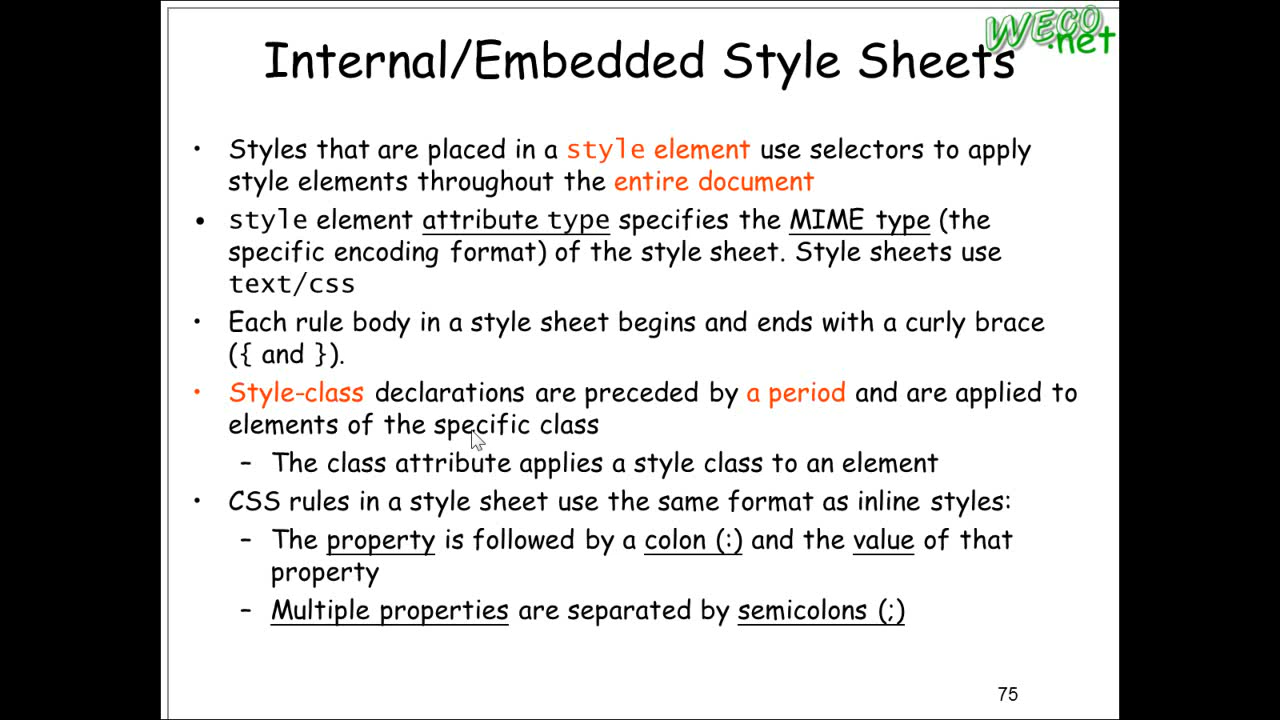 WECO
.net
Internal/Embedded Style Sheets
• Styles that are placed in a style element use selectors to apply
style elements throughout the entire document
• style element attribute type specifies the MIME type (the
specific encoding format) of the style sheet. Style sheets use
text/css
• Each rule body in a style sheet begins and ends with a curly brace
({ and }).
• Style-class declarations are preceded by a period and are applied to
elements of the specific class
– The class attribute applies a style class to an element
• CSS rules in a style sheet use the same format as inline styles:
– The property is followed by a colon (:) and the value of that
property
– Multiple properties are separated by semicolons (;)
75